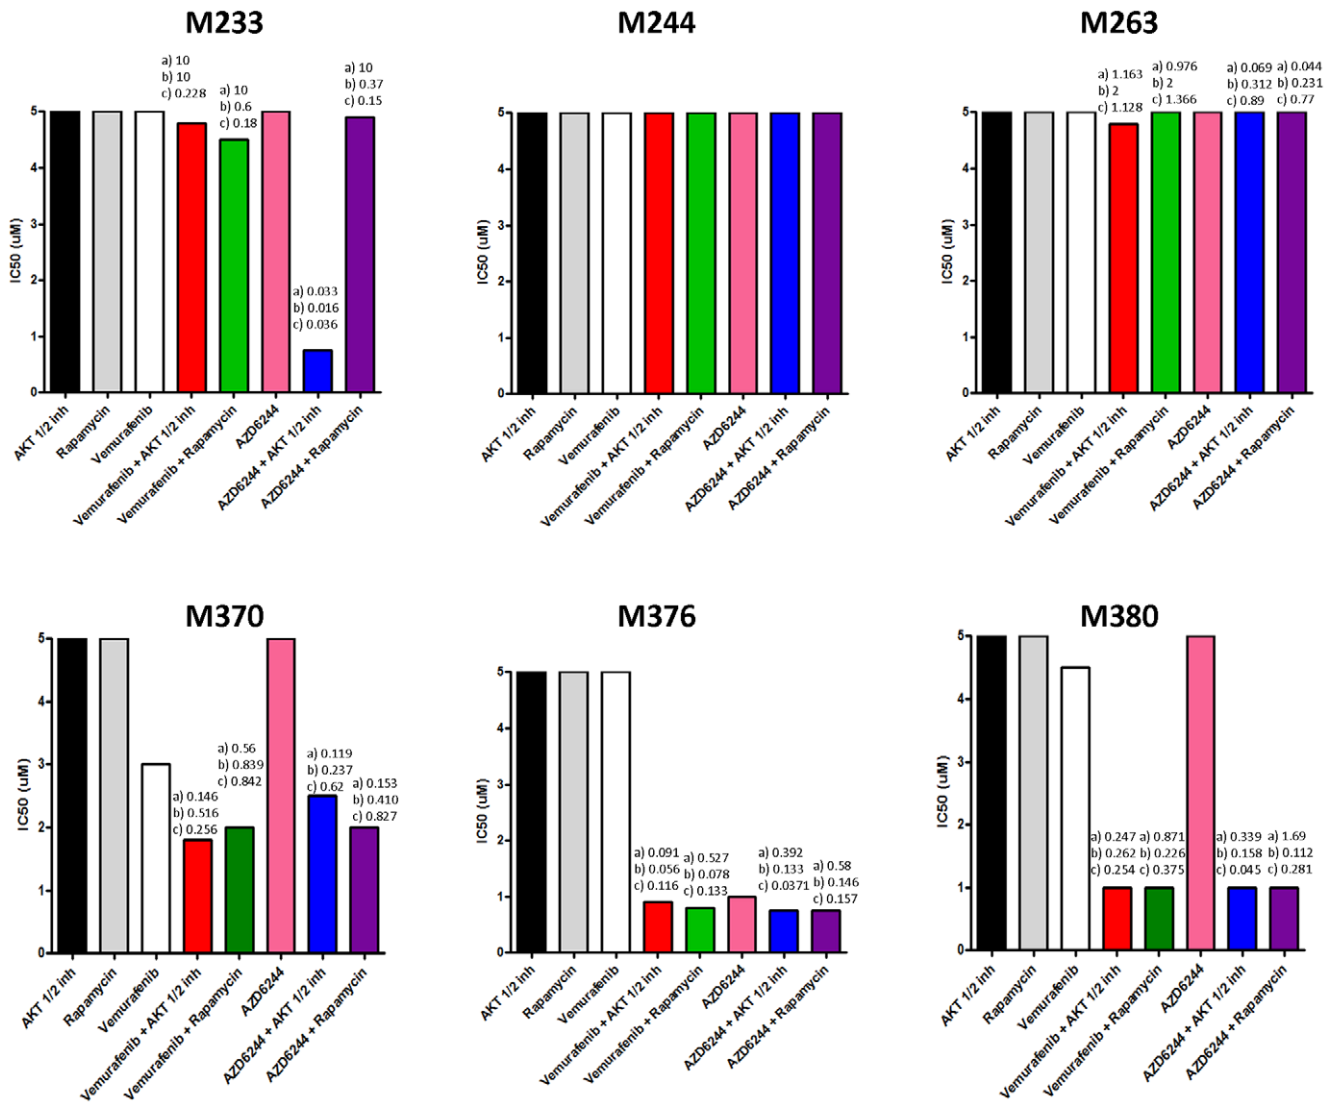 M233
a) 10
b) 10
c) 0.228
a) 10
b) 0.6
c) 0.18
a) 0.033
b) 0.016
c) 0.036
a) 10
b) 0.37
c) 0.15
IC50 (uM)
5
4
3
2
1
0
AKT 1/2 inh
Rapamycin
Vemurafenib
Vemurafenib + AKT 1/2 inh
Vemurafenib + Rapamycin
AZD6244
AZD6244 + AKT 1/2 inh
AZD6244 + Rapamycin
M244
IC50 (uM)
5
4
3
2
1
0
AKT 1/2 inh
Rapamycin
Vemurafenib
Vemurafenib + AKT 1/2 inh
Vemurafenib + Rapamycin
AZD6244
AZD6244 + AKT 1/2 inh
AZD6244 + Rapamycin
M263
a) 1.163
b) 2
c) 1.128
a) 0.976
b) 2
c) 1.366
a) 0.069
b) 0.312
c) 0.89
a) 0.044
b) 0.231
c) 0.77
IC50 (uM)
5
4
3
2
1
0
AKT 1/2 inh
Rapamycin
Vemurafenib
Vemurafenib + AKT 1/2 inh
Vemurafenib + Rapamycin
AZD6244
AZD6244 + AKT 1/2 inh
AZD6244 + Rapamycin
M370
a) 0.146
b) 0.516
c) 0.256
a) 0.56
b) 0.839
c) 0.842
a) 0.119
b) 0.237
c) 0.62
a) 0.153
b) 0.410
c) 0.827
IC50 (uM)
5
4
3
2
1
0
AKT 1/2 inh
Rapamycin
Vemurafenib
Vemurafenib + AKT 1/2 inh
Vemurafenib + Rapamycin
AZD6244
AZD6244 + AKT 1/2 inh
AZD6244 + Rapamycin
M376
a) 0.091
b) 0.056
c) 0.116
a) 0.527
b) 0.078
c) 0.133
a) 0.392
b) 0.133
c) 0.0371
a) 0.58
b) 0.146
c) 0.157
IC50 (uM)
5
4
3
2
1
0
AKT 1/2 inh
Rapamycin
Vemurafenib
Vemurafenib + AKT 1/2 inh
Vemurafenib + Rapamycin
AZD6244
AZD6244 + AKT 1/2 inh
AZD6244 + Rapamycin
M380
a) 0.247
b) 0.262
c) 0.254
a) 0.871
b) 0.226
c) 0.375
a) 0.339
b) 0.158
c) 0.045
a) 1.69
b) 0.112
c) 0.281
IC50 (uM)
5
4
3
2
1
0
AKT 1/2 inh
Rapamycin
Vemurafenib
Vemurafenib + AKT 1/2 inh
Vemurafenib + Rapamycin
AZD6244
AZD6244 + AKT 1/2 inh
AZD6244 + Rapamycin